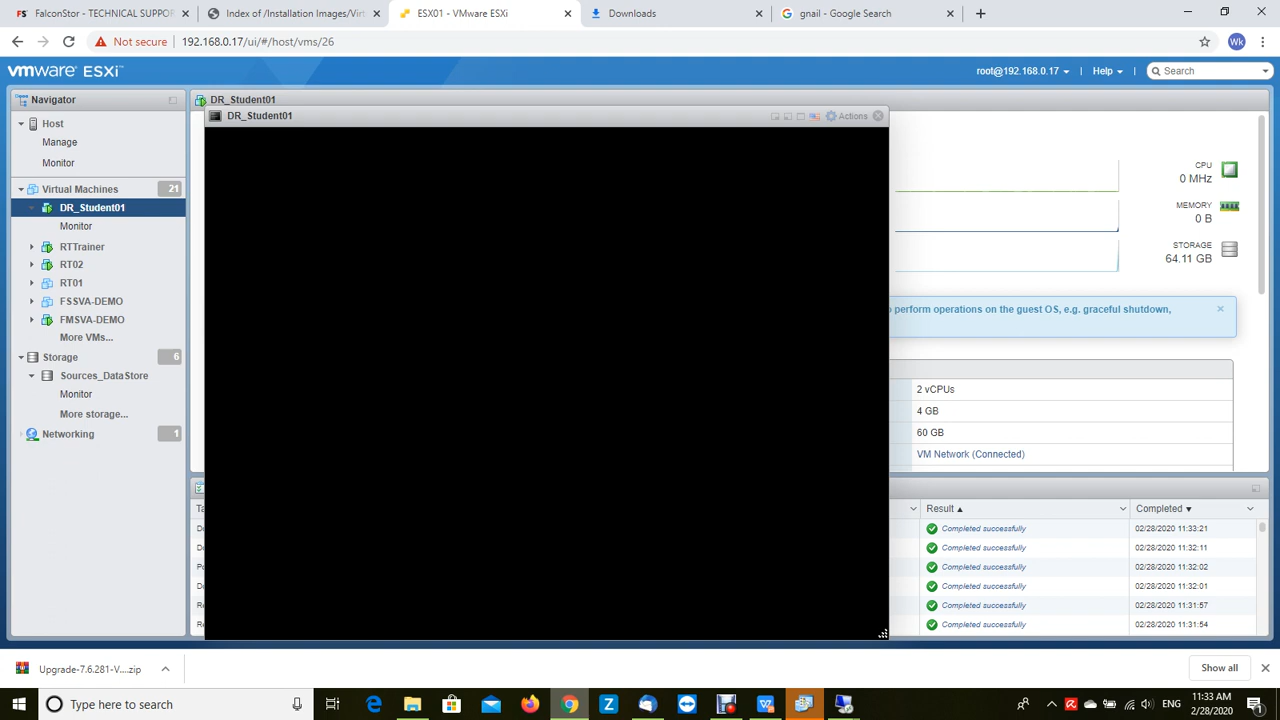 FalconStor - TECHNICAL SUPPOR
Index of /Installation Images/Virt
ESX01 - VMware ESXi
Downloads
gnail - Google Search
Not secure
192.168.0.17/ui/#/host/vms/26
Wk
vmware ESXi
root@192.168.0.17
Help
Search
Navigator
Host
Manage
Monitor
Virtual Machines 21
DR_Student01
Monitor
RTTrainer
RT02
RT01
FSSVA-DEMO
FMSVA-DEMO
More VMs...
Storage 6
Sources_DataStore
Monitor
More storage...
Networking 1
DR_Student01
DR_Student01
Actions
CPU
0 MHz
MEMORY
0 B
STORAGE
64.11 GB
to perform operations on the guest OS, e.g. graceful shutdown,
2 vCPUs
4 GB
60 GB
VM Network (Connected)
Result
Completed
Completed successfully 02/28/2020 11:33:21
Completed successfully 02/28/2020 11:32:11
Completed successfully 02/28/2020 11:32:02
Completed successfully 02/28/2020 11:32:01
Completed successfully 02/28/2020 11:31:57
Completed successfully 02/28/2020 11:31:54
Upgrade-7.6.281-V....zip
Show all
Type here to search
ENG
11:33 AM
2/28/2020